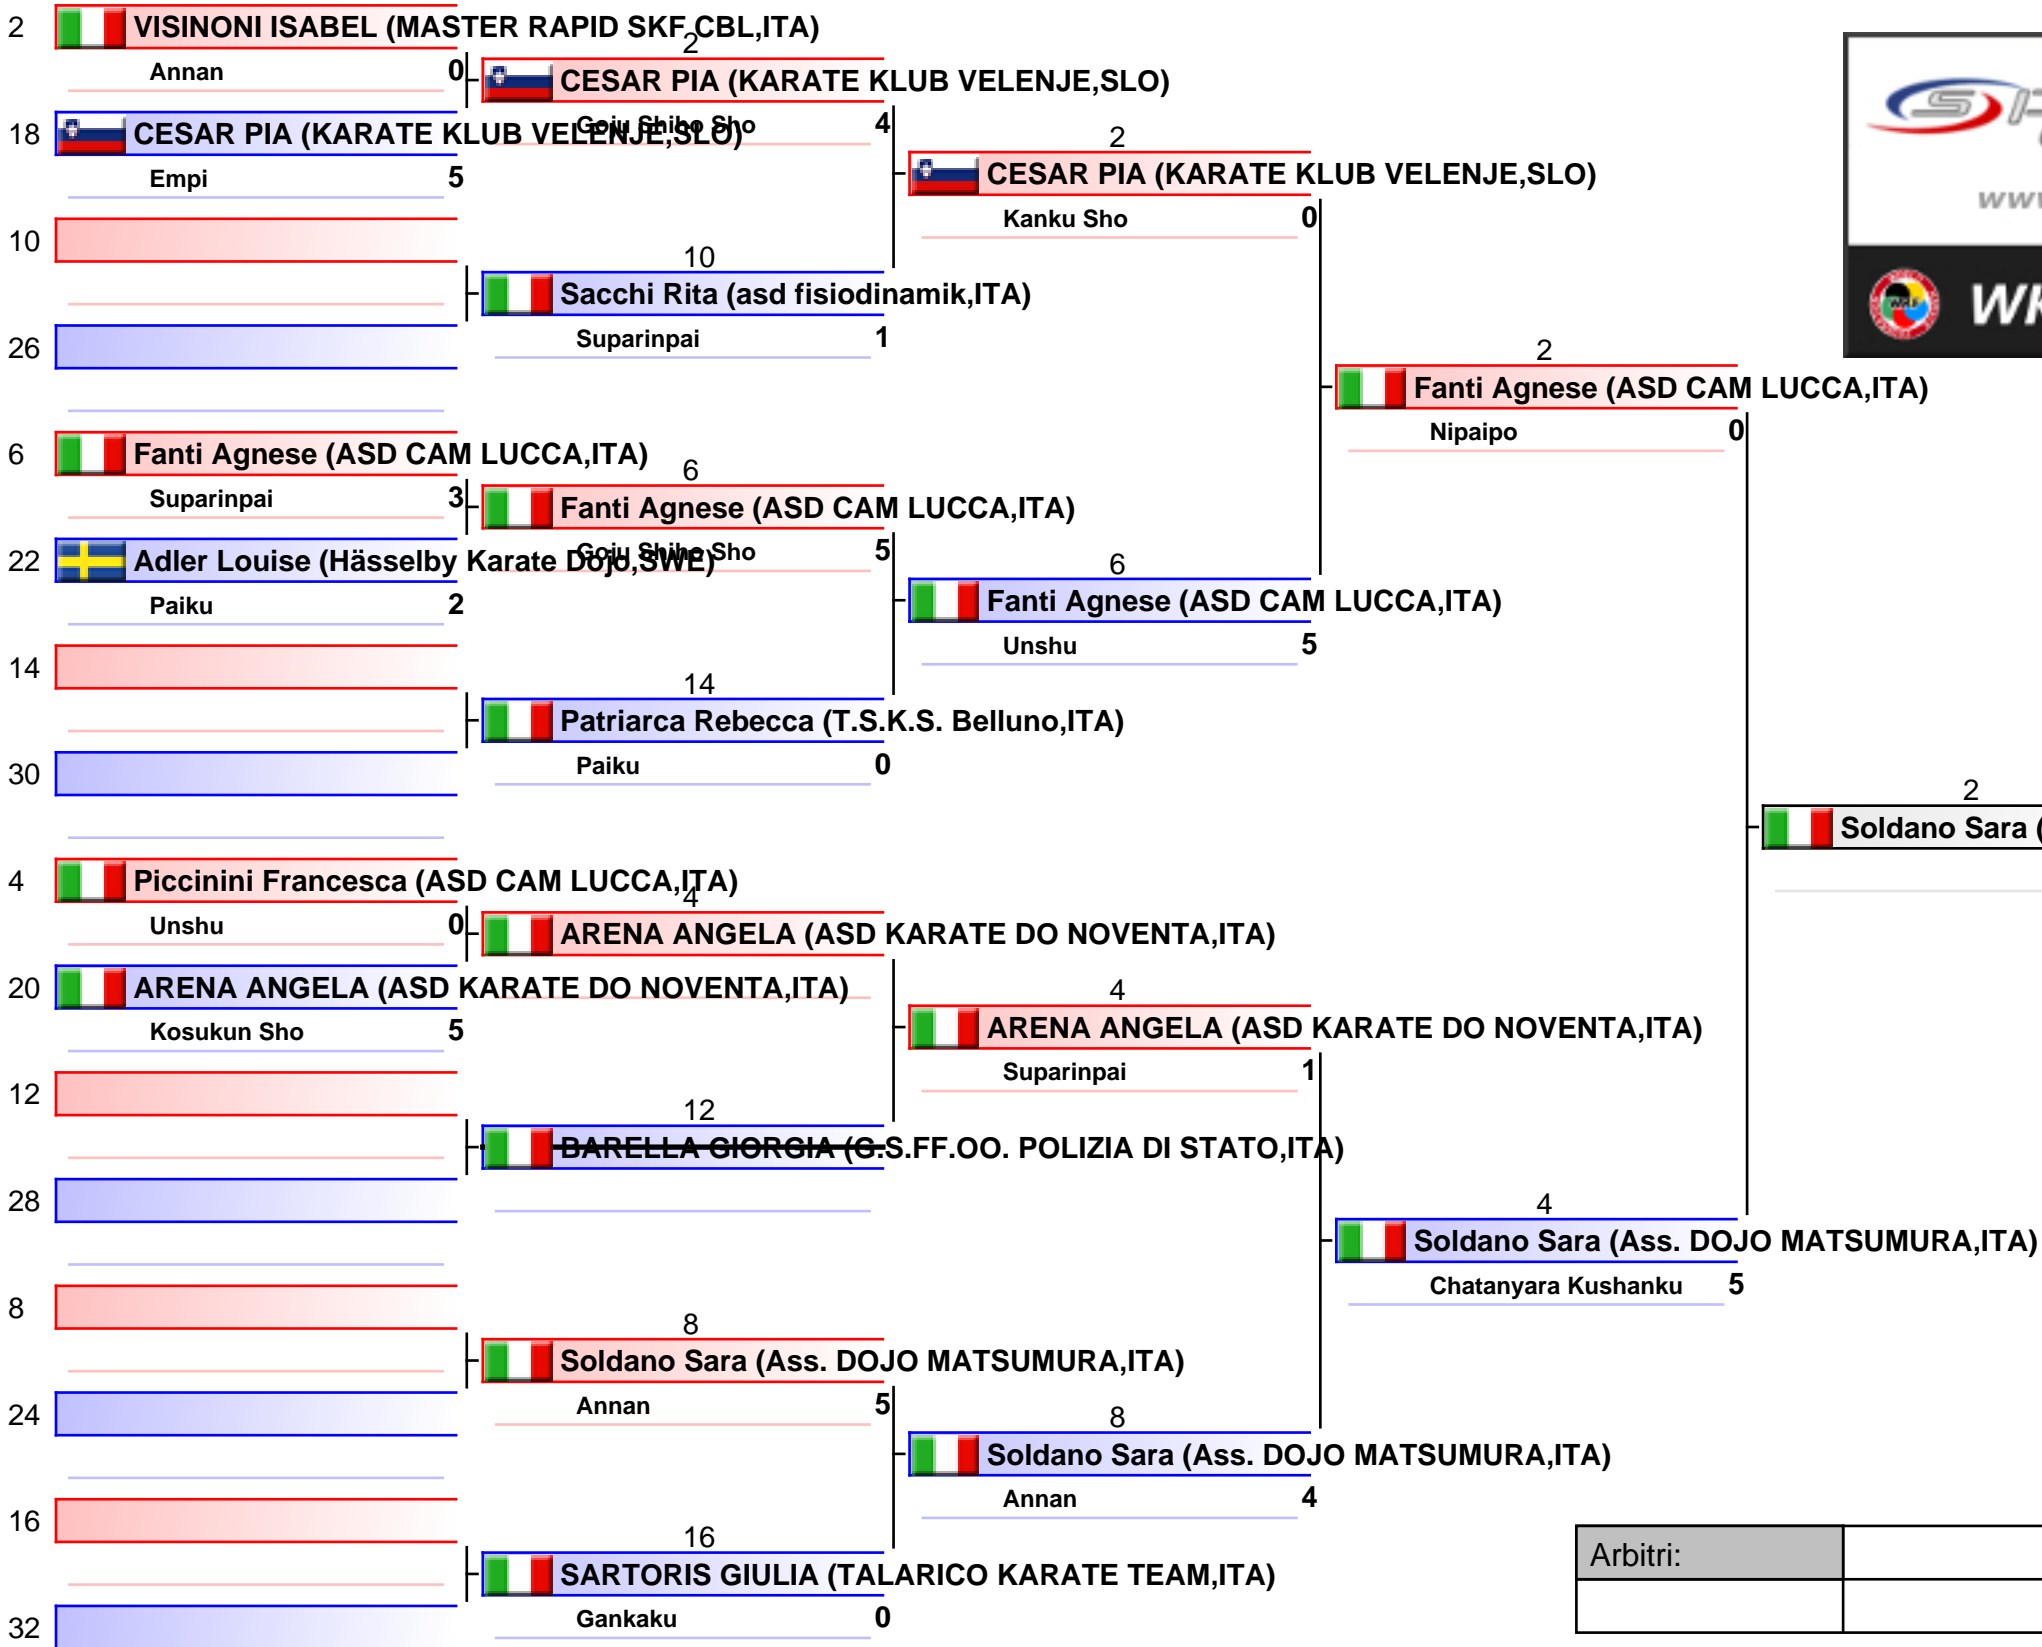 2 VISINONI ISABEL (MASTER RAPID SKF CBL,ITA)
Annan 0
2
CESAR PIA (KARATE KLUB VELENJE,SLO)
Goju Shiho Sho 4
18 CESAR PIA (KARATE KLUB VELENJE,SLO)
Empi 5
2
CESAR PIA (KARATE KLUB VELENJE,SLO)
Kanku Sho 0
10
10
Sacchi Rita (asd fisiodinamik,ITA)
Suparinpai 1
26
2
Fanti Agnese (ASD CAM LUCCA,ITA)
Nipaipo 0
6 Fanti Agnese (ASD CAM LUCCA,ITA)
Suparinpai 3
6
Fanti Agnese (ASD CAM LUCCA,ITA)
Goju Shiho Sho 5
22 Adler Louise (Hässelby Karate Dojo,SWE)
Paiku 2
6
Fanti Agnese (ASD CAM LUCCA,ITA)
Unshu 5
14
14
Patriarca Rebecca (T.S.K.S. Belluno,ITA)
Paiku 0
30
2
Soldano Sara (
4 Piccinini Francesca (ASD CAM LUCCA,ITA)
Unshu 0
4
ARENA ANGELA (ASD KARATE DO NOVENTA,ITA)
20 ARENA ANGELA (ASD KARATE DO NOVENTA,ITA)
Kosukun Sho 5
4
ARENA ANGELA (ASD KARATE DO NOVENTA,ITA)
Suparinpai 1
12
12
BARELLA GIORGIA (G.S.FF.OO. POLIZIA DI STATO,ITA)
28
4
Soldano Sara (Ass. DOJO MATSUMURA,ITA)
Chatanyara Kushanku 5
8
8
Soldano Sara (Ass. DOJO MATSUMURA,ITA)
Annan 5
24
8
Soldano Sara (Ass. DOJO MATSUMURA,ITA)
Annan 4
16
16
SARTORIS GIULIA (TALARICO KARATE TEAM,ITA)
Gankaku 0
32
Arbitri: